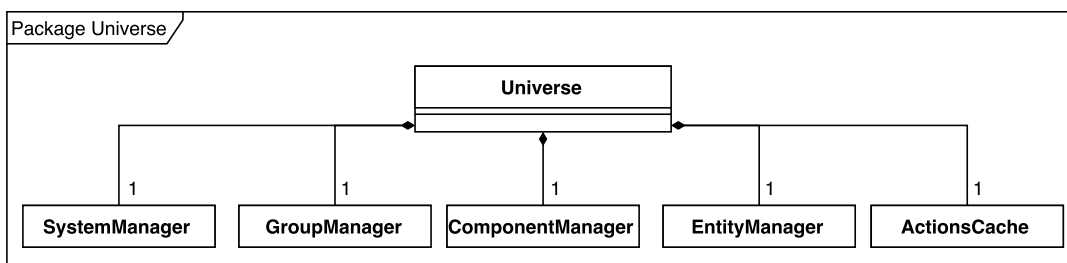 Package Universe
Universe
1 1 1 1 1
SystemManager GroupManager ComponentManager EntityManager ActionsCache